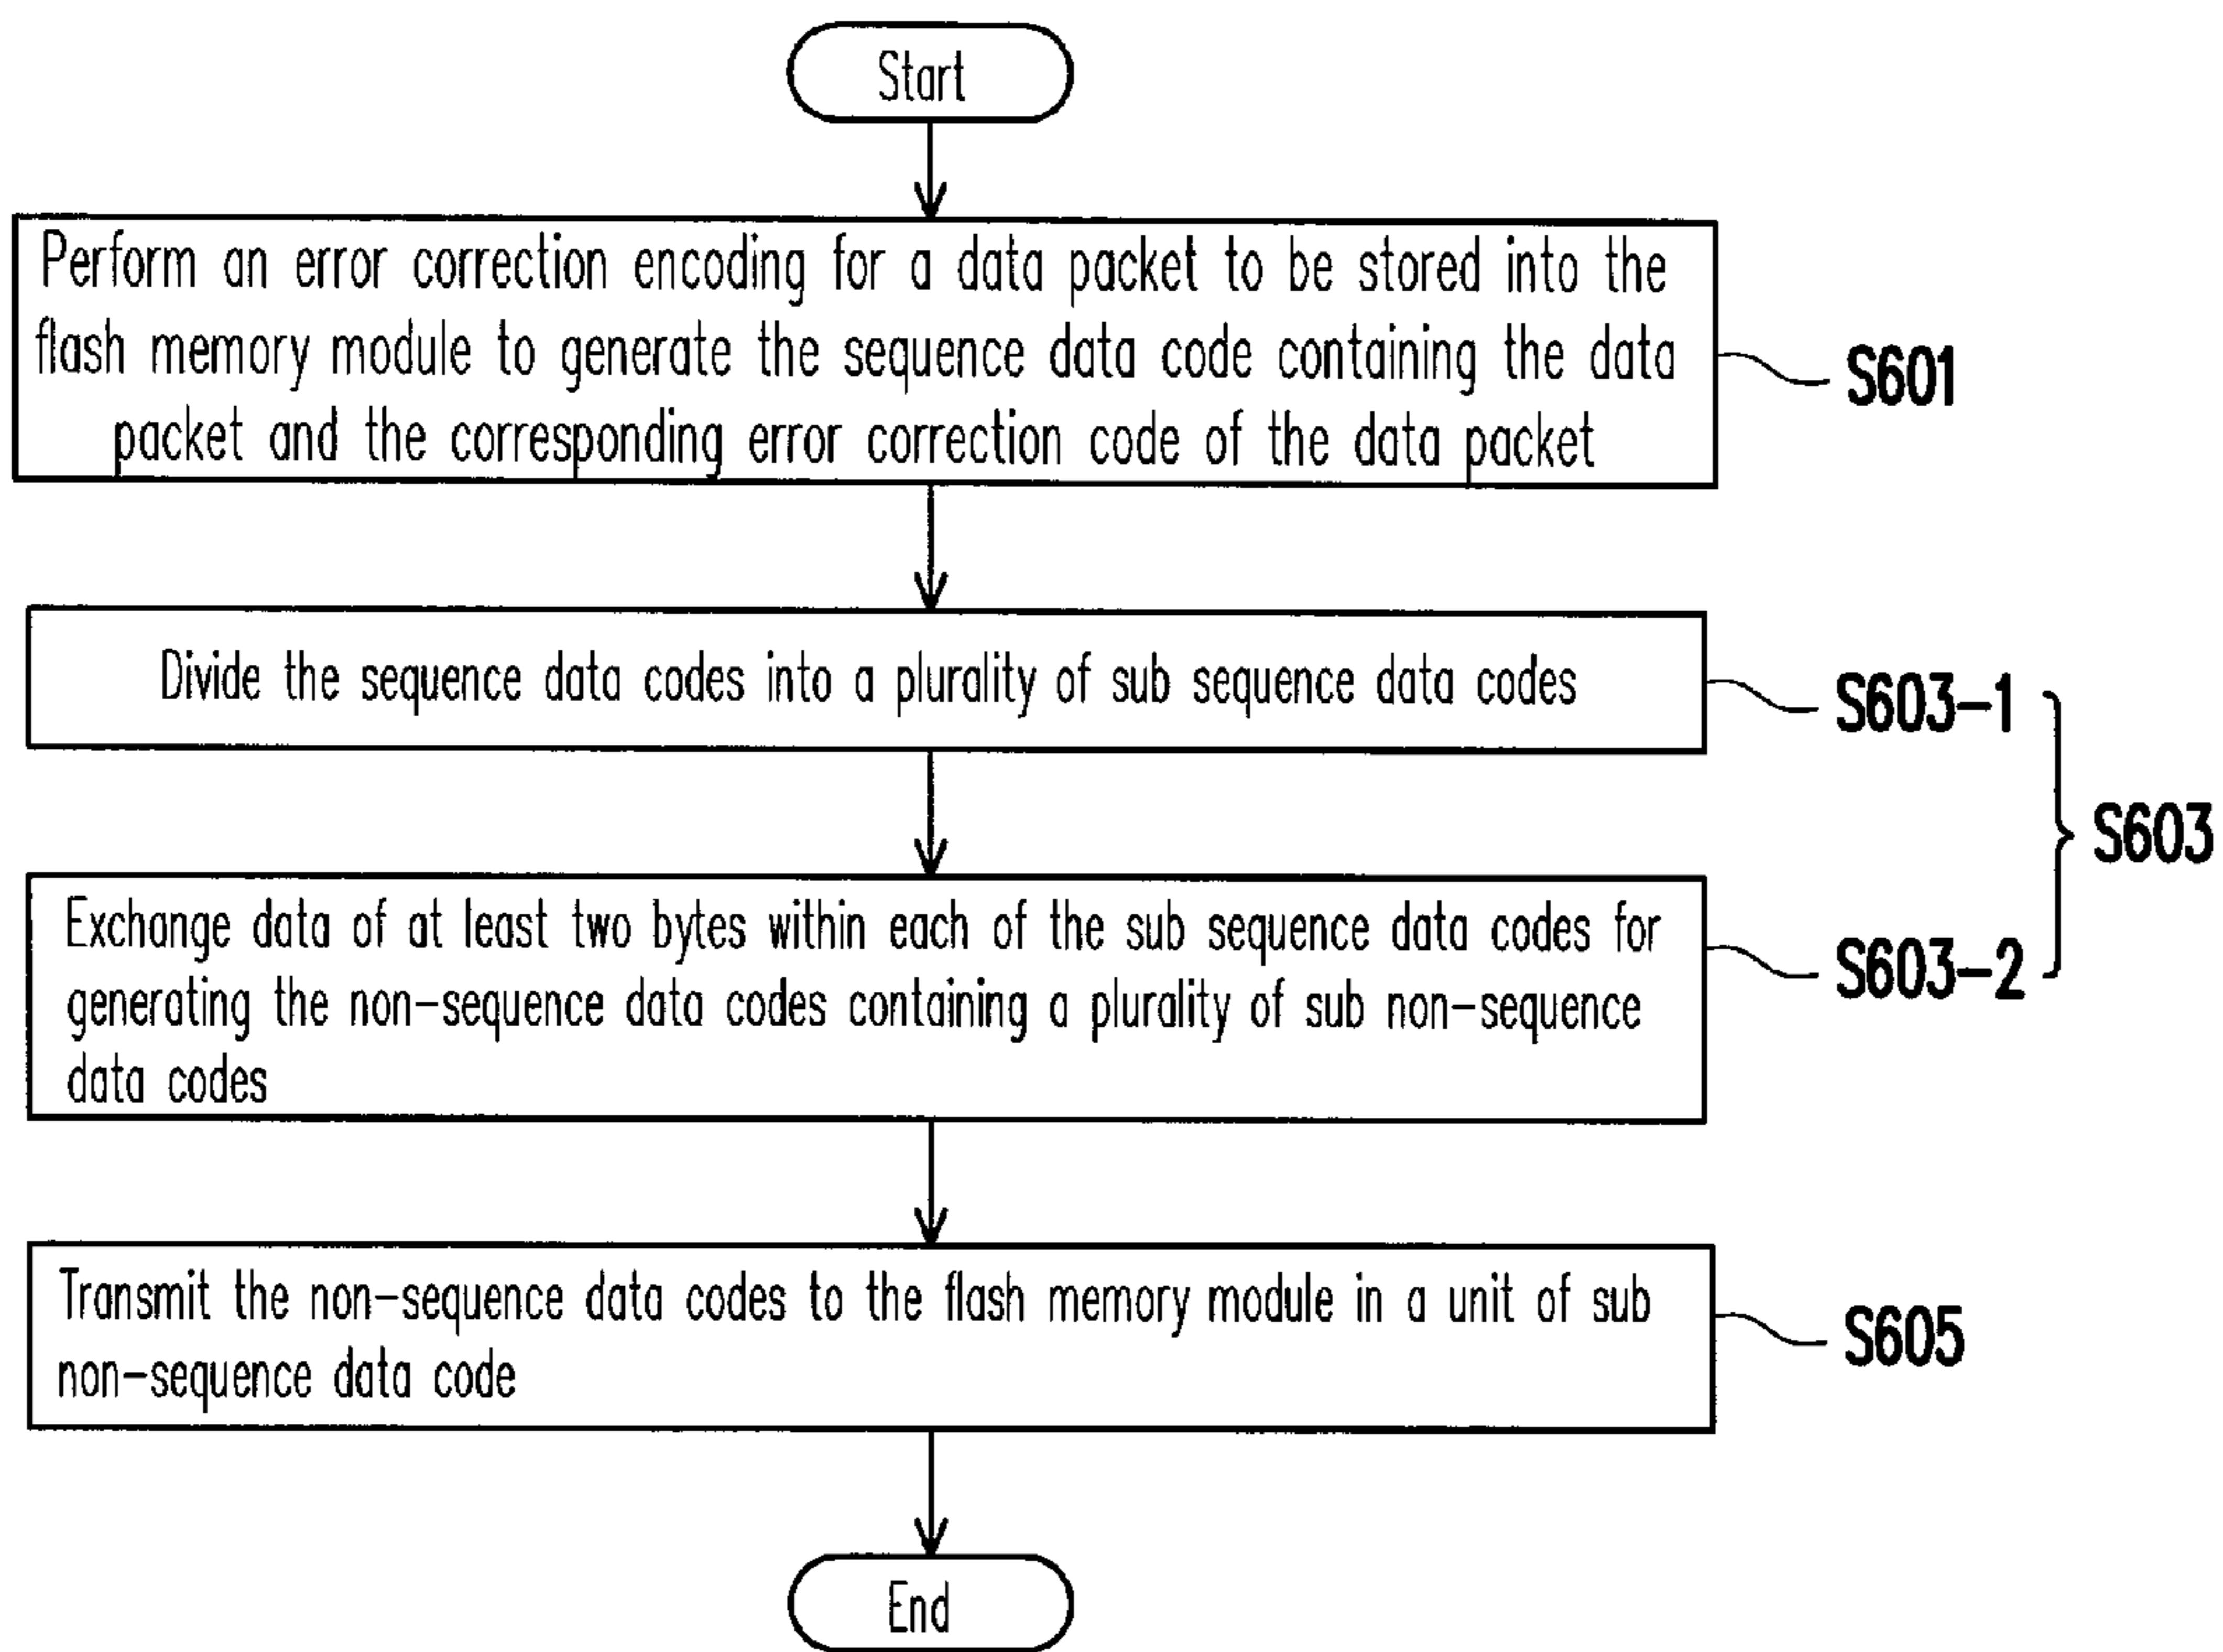 Start
Perform an error correction encoding for a data packet to be stored into the
flash memory module to generate the sequence data code containing the data
packet and the corresponding error correction code of the data packet
S601
Divide the sequence data codes into a plurality of sub sequence data codes
S603-1
S603
Exchange data of at least two bytes within each of the sub sequence data codes for
generating the non-sequence data codes containing a plurality of sub non-sequence
data codes
S603-2
Transmit the non-sequence data codes to the flash memory module in a unit of sub
non-sequence data code
S605
End